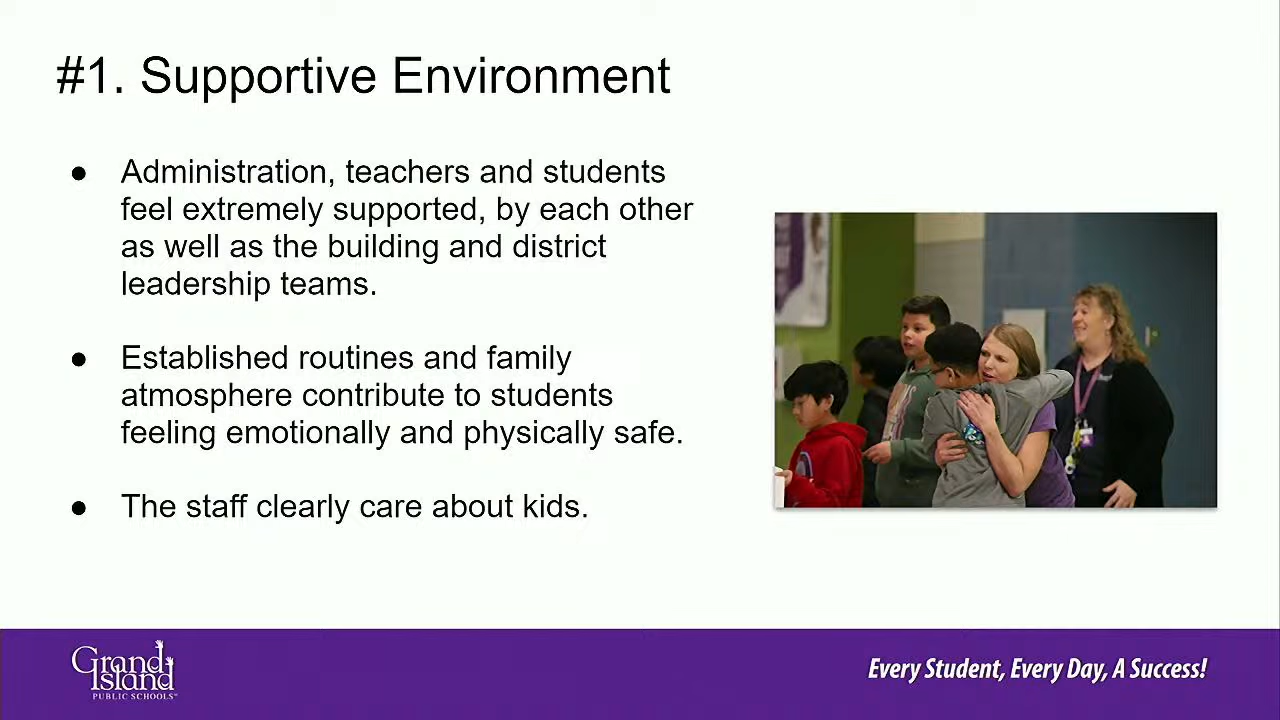 #1. Supportive Environment
● Administration, teachers and students
feel extremely supported, by each other
as well as the building and district
leadership teams.
● Established routines and family
atmosphere contribute to students
feeling emotionally and physically safe.
● The staff clearly care about kids.
Grand
Island
PUBLIC SCHOOLS
Every Student, Every Day, A Success!